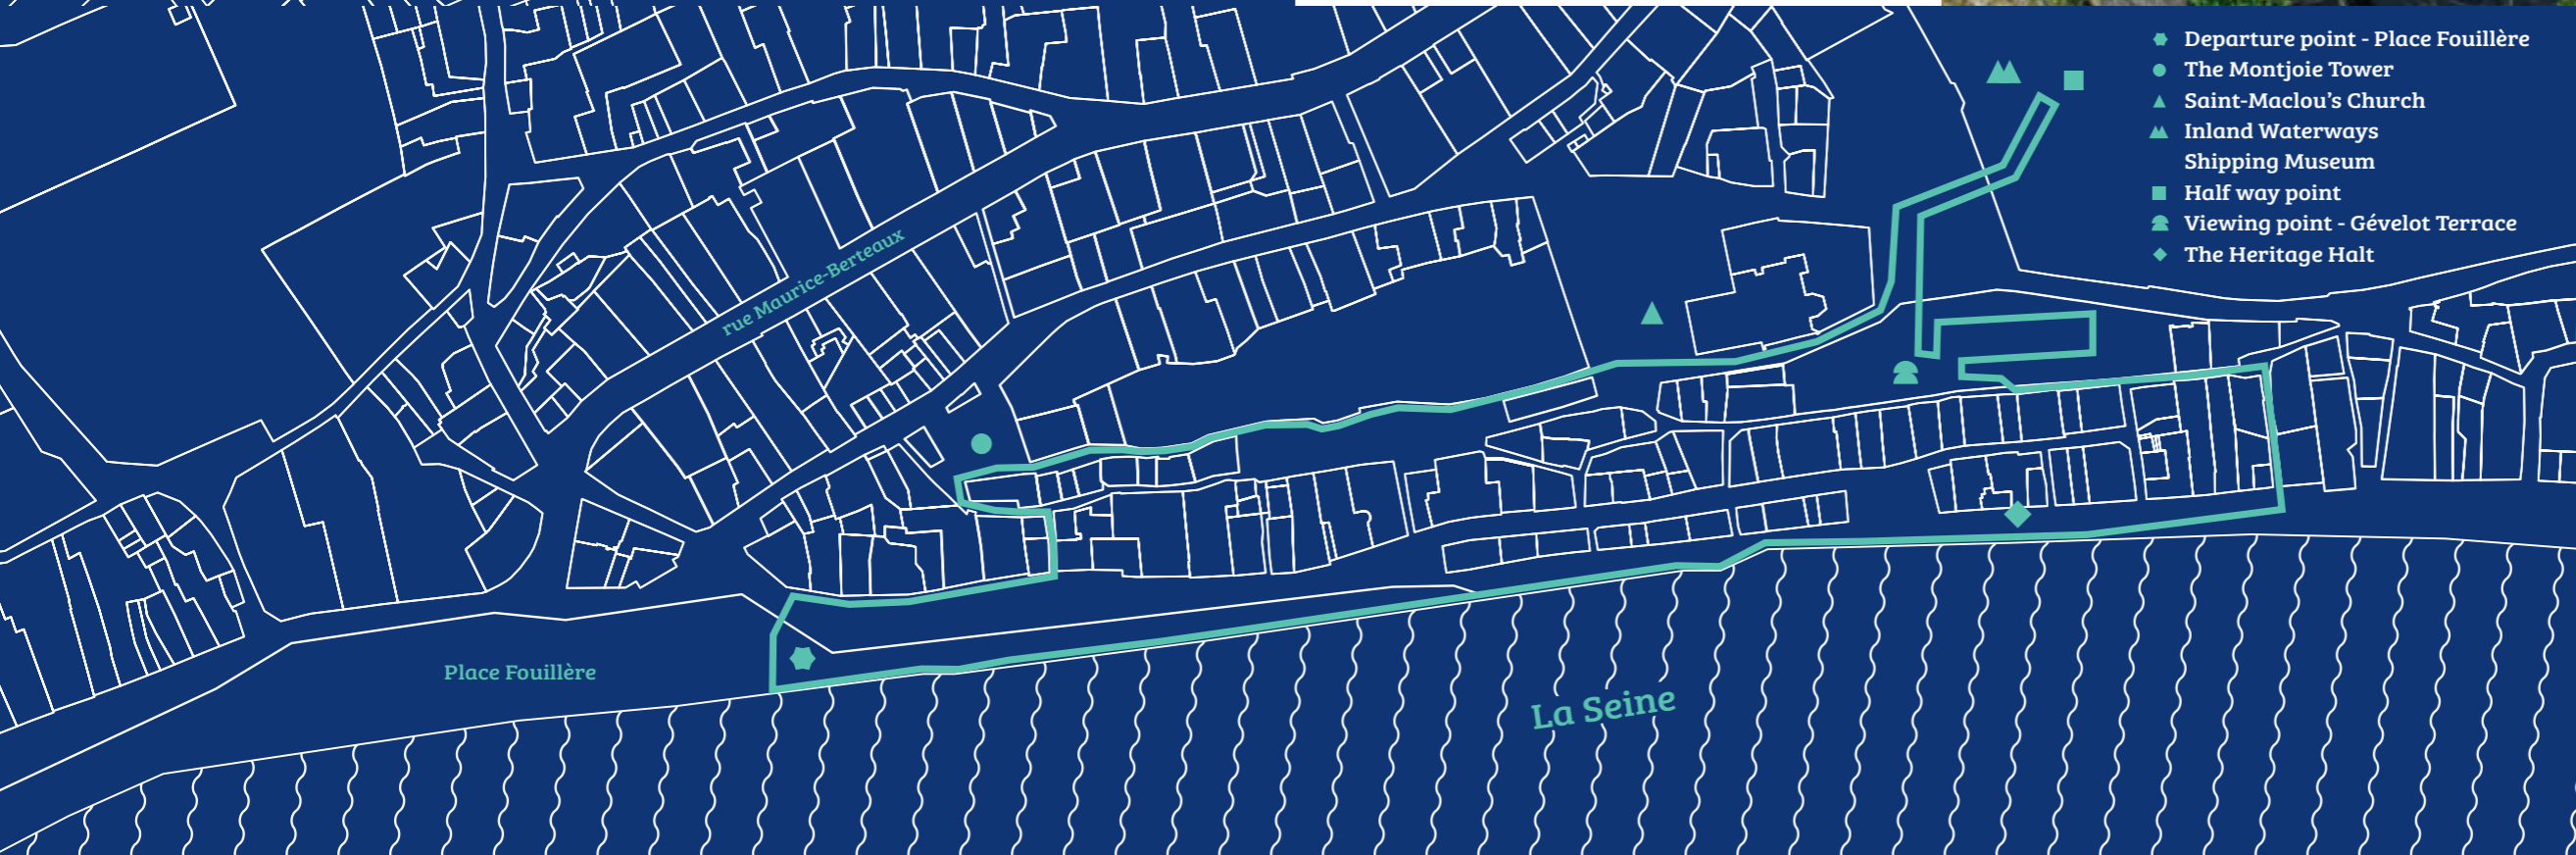 Departure point - Place Fouillère
The Montjoie Tower
Saint-Maclou's Church
Inland Waterways
Shipping Museum
Half way point
Viewing point - Gévelot Terrace
The Heritage Halt
rue Maurice-Berteaux
Place Fouillère
La Seine